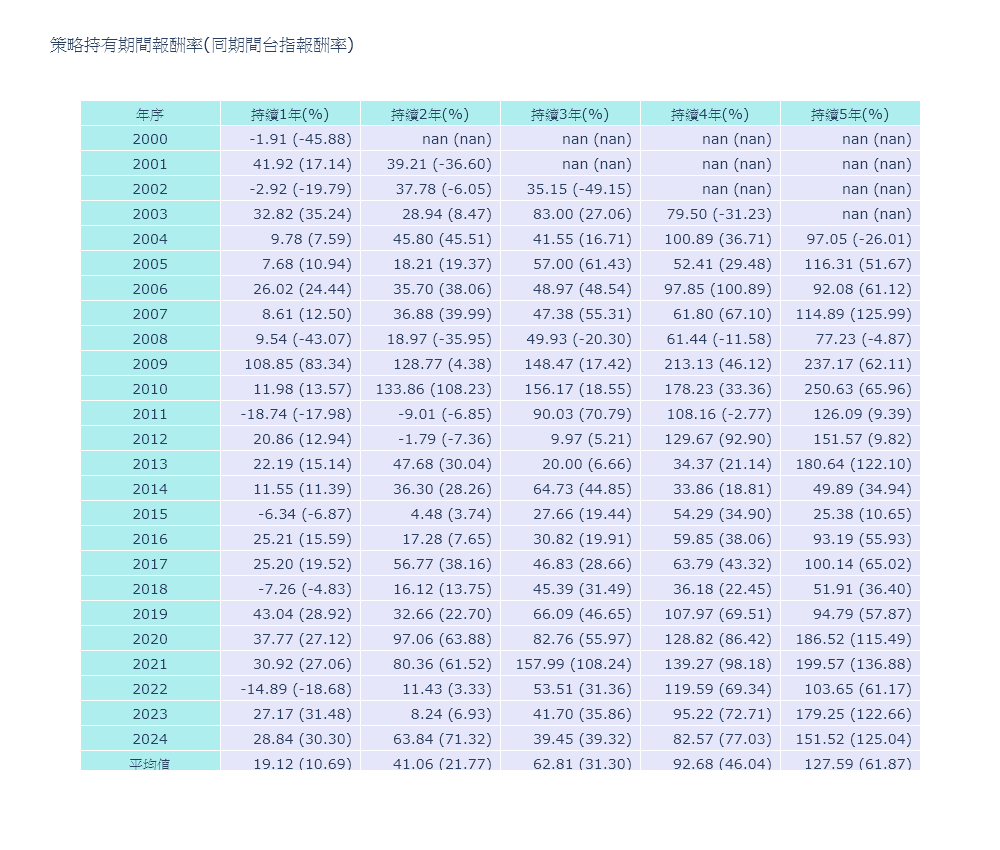 策略持有期間報酬率(同期間台指報酬率)
年序 持續1年(%) 持續2年(%) 持續3年(%) 持續4年(%) 持續5年(%)
2000 -1.91 (-45.88) nan (nan) nan (nan) nan (nan) nan (nan)
2001 41.92 (17.14) 39.21 (-36.60) nan (nan) nan (nan) nan (nan)
2002 -2.92 (-19.79) 37.78 (-6.05) 35.15 (-49.15) nan (nan) nan (nan)
2003 32.82 (35.24) 28.94 (8.47) 83.00 (27.06) 79.50 (-31.23) nan (nan)
2004 9.78 (7.59) 45.80 (45.51) 41.55 (16.71) 100.89 (36.71) 97.05 (-26.01)
2005 7.68 (10.94) 18.21 (19.37) 57.00 (61.43) 52.41 (29.48) 116.31 (51.67)
2006 26.02 (24.44) 35.70 (38.06) 48.97 (48.54) 97.85 (100.89) 92.08 (61.12)
2007 8.61 (12.50) 36.88 (39.99) 47.38 (55.31) 61.80 (67.10) 114.89 (125.99)
2008 9.54 (-43.07) 18.97 (-35.95) 49.93 (-20.30) 61.44 (-11.58) 77.23 (-4.87)
2009 108.85 (83.34) 128.77 (4.38) 148.47 (17.42) 213.13 (46.12) 237.17 (62.11)
2010 11.98 (13.57) 133.86 (108.23) 156.17 (18.55) 178.23 (33.36) 250.63 (65.96)
2011 -18.74 (-17.98) -9.01 (-6.85) 90.03 (70.79) 108.16 (-2.77) 126.09 (9.39)
2012 20.86 (12.94) -1.79 (-7.36) 9.97 (5.21) 129.67 (92.90) 151.57 (9.82)
2013 22.19 (15.14) 47.68 (30.04) 20.00 (6.66) 34.37 (21.14) 180.64 (122.10)
2014 11.55 (11.39) 36.30 (28.26) 64.73 (44.85) 33.86 (18.81) 49.89 (34.94)
2015 -6.34 (-6.87) 4.48 (3.74) 27.66 (19.44) 54.29 (34.90) 25.38 (10.65)
2016 25.21 (15.59) 17.28 (7.65) 30.82 (19.91) 59.85 (38.06) 93.19 (55.93)
2017 25.20 (19.52) 56.77 (38.16) 46.83 (28.66) 63.79 (43.32) 100.14 (65.02)
2018 -7.26 (-4.83) 16.12 (13.75) 45.39 (31.49) 36.18 (22.45) 51.91 (36.40)
2019 43.04 (28.92) 32.66 (22.70) 66.09 (46.65) 107.97 (69.51) 94.79 (57.87)
2020 37.77 (27.12) 97.06 (63.88) 82.76 (55.97) 128.82 (86.42) 186.52 (115.49)
2021 30.92 (27.06) 80.36 (61.52) 157.99 (108.24) 139.27 (98.18) 199.57 (136.88)
2022 -14.89 (-18.68) 11.43 (3.33) 53.51 (31.36) 119.59 (69.34) 103.65 (61.17)
2023 27.17 (31.48) 8.24 (6.93) 41.70 (35.86) 95.22 (72.71) 179.25 (122.66)
2024 28.84 (30.30) 63.84 (71.32) 39.45 (39.32) 82.57 (77.03) 151.52 (125.04)
平均值 19.12 (10.69) 41.06 (21.77) 62.81 (31.30) 92.68 (46.04) 127.59 (61.87)